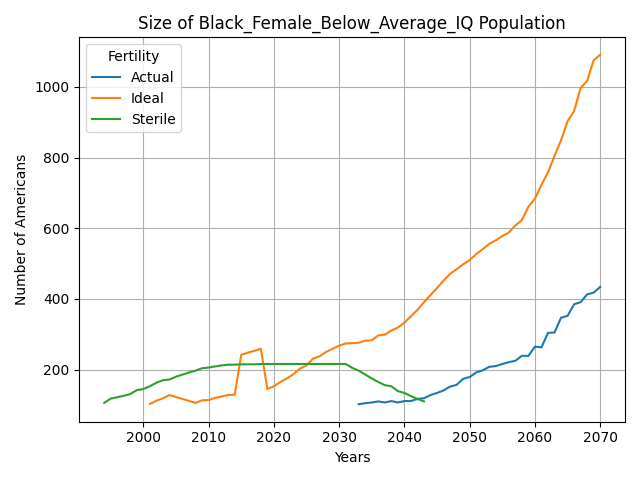 Size of Black_Female_Below_Average_IQ Population
Number of Americans
1000
800
600
400
200
Fertility
Actual
Ideal
Sterile
2000 2010 2020 2030 2040 2050 2060 2070
Years